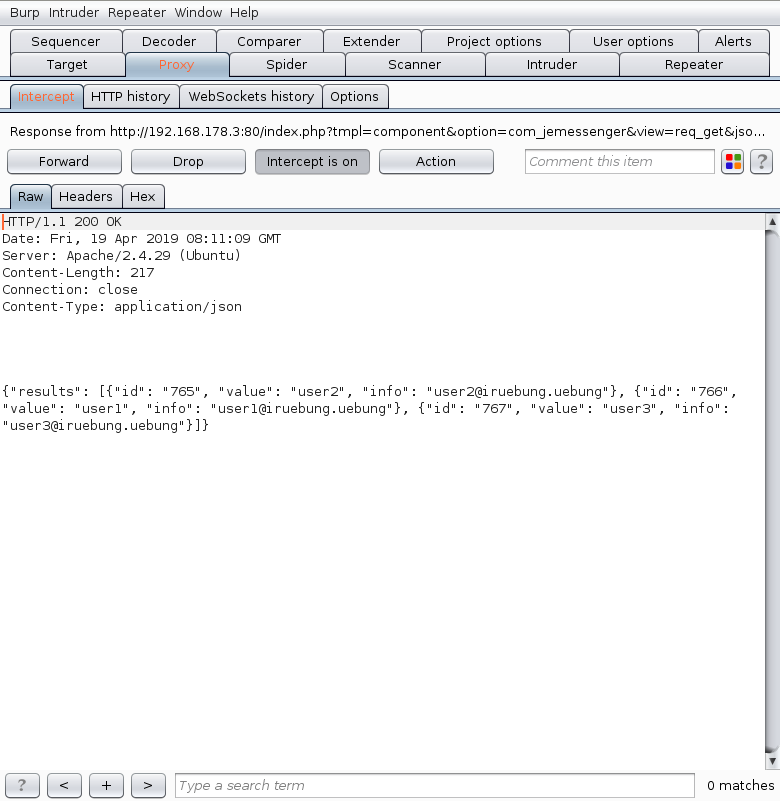 Burp Intruder Repeater Window Help
Sequencer Decoder Comparer Extender Project options User options Alerts
Target Proxy Spider Scanner Intruder Repeater
Intercept HTTP history WebSockets history Options
Response from http://192.168.178.3:80/index.php?tmpl=component&option=com_jemessenger&view=req_get&jso...
Forward Drop Intercept is on Action Comment this item ?
Raw Headers Hex
HTTP/1.1 200 OK
Date: Fri, 19 Apr 2019 08:11:09 GMT
Server: Apache/2.4.29 (Ubuntu)
Content-Length: 217
Connection: close
Content-Type: application/json
{"results": [{"id": "765", "value": "user2", "info": "user2@iruebung.uebung"}, {"id": "766",
"value": "user1", "info": "user1@iruebung.uebung"}, {"id": "767", "value": "user3", "info":
"user3@iruebung.uebung"}]}
? < + > Type a search term 0 matches